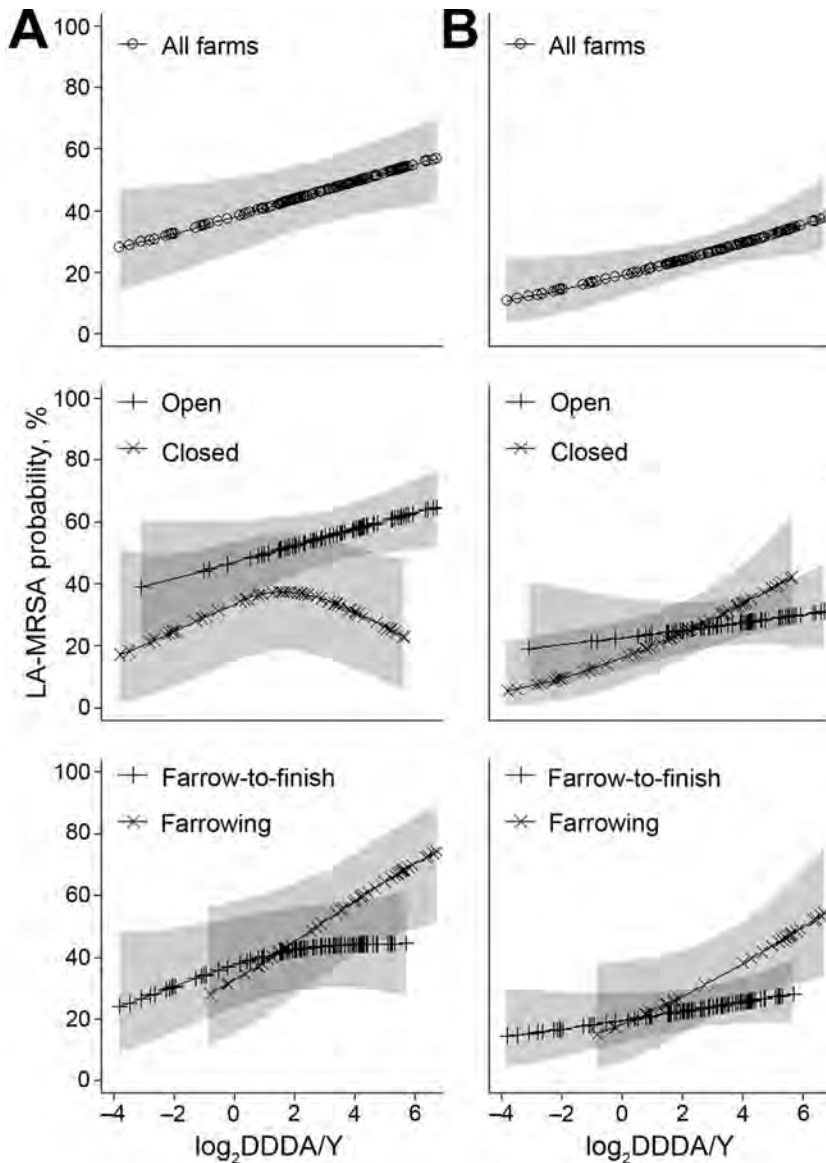 A
B
100
80
60
40
20
0
All farms
All farms
LA-MRSA probability, %
100
80
60
40
20
0
Open
Closed
Open
Closed
100
80
60
40
20
0
Farrow-to-finish
Farrowing
Farrow-to-finish
Farrowing
–4 –2 0 2 4 6
–4 –2 0 2 4 6
log₂DDDA/Y
log₂DDDA/Y